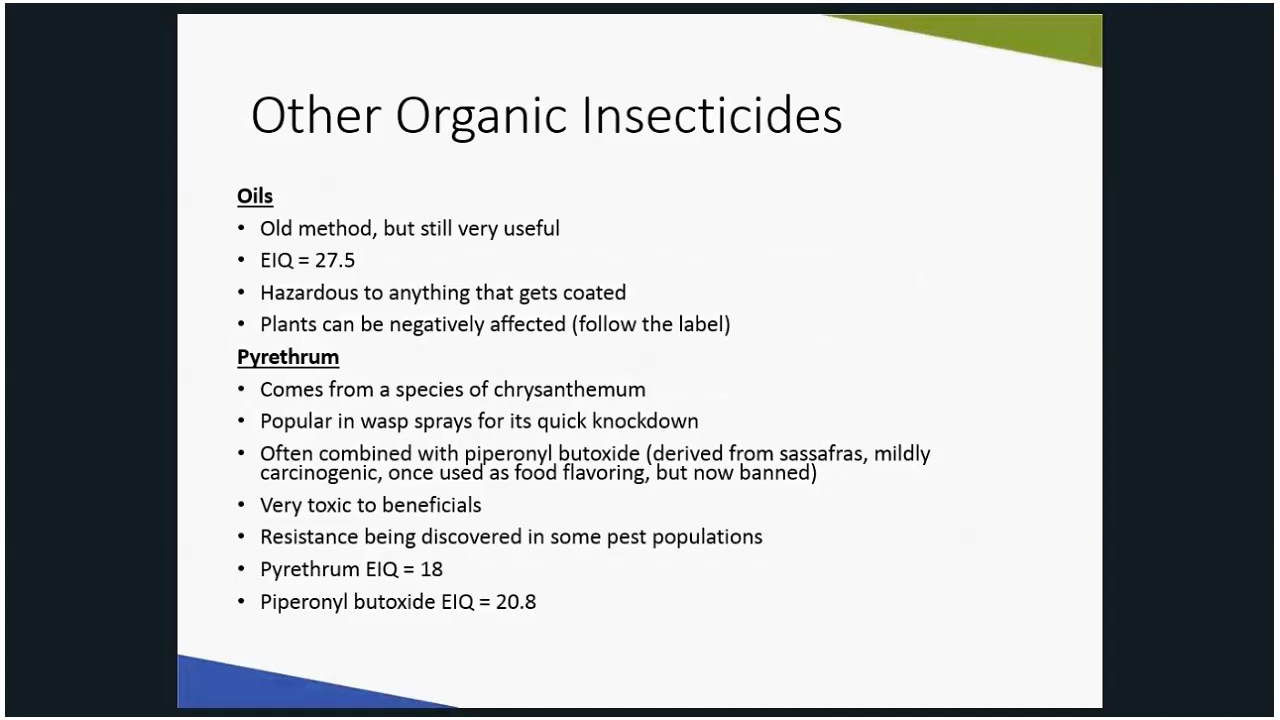 Other Organic Insecticides
Oils
• Old method, but still very useful
• EIQ = 27.5
• Hazardous to anything that gets coated
• Plants can be negatively affected (follow the label)
Pyrethrum
• Comes from a species of chrysanthemum
• Popular in wasp sprays for its quick knockdown
• Often combined with piperonyl butoxide (derived from sassafras, mildly
carcinogenic, once used as food flavoring, but now banned)
• Very toxic to beneficials
• Resistance being discovered in some pest populations
• Pyrethrum EIQ = 18
• Piperonyl butoxide EIQ = 20.8